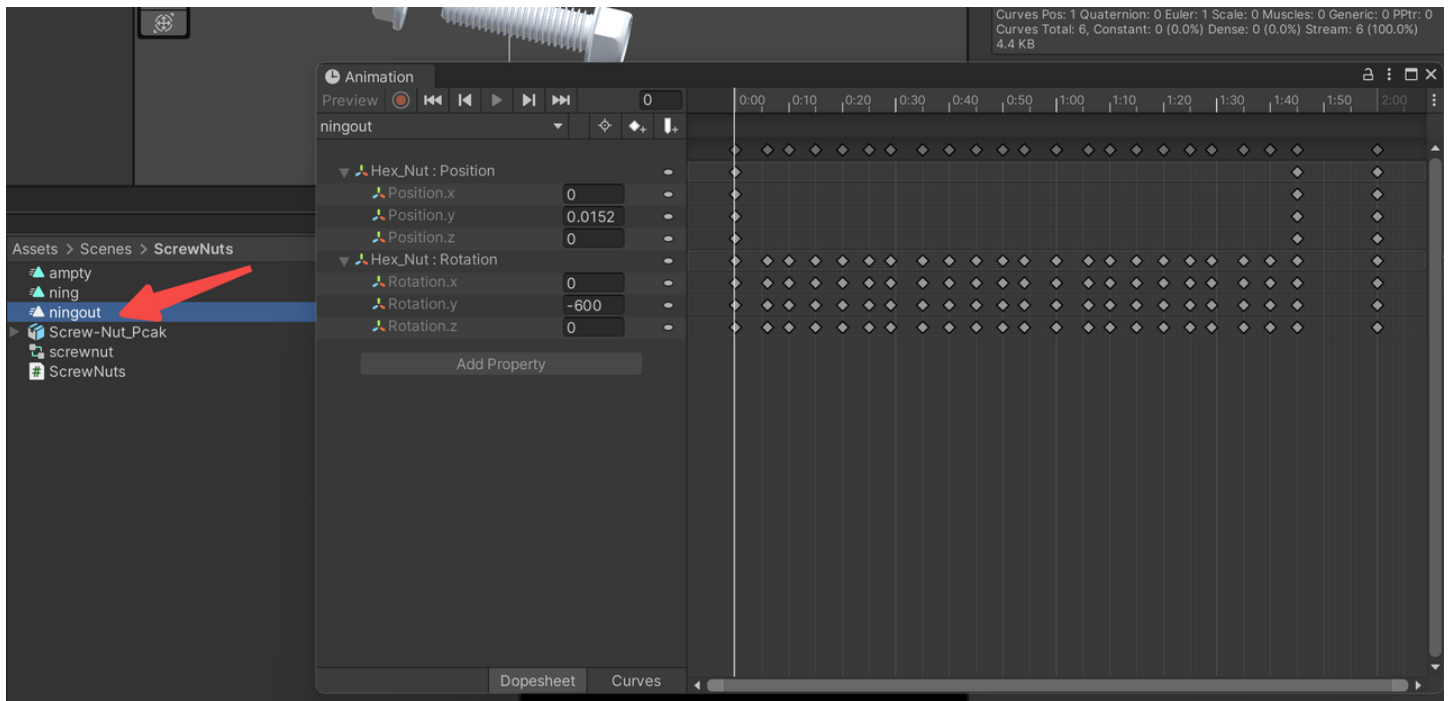 Curves Pos: 1 Quaternion: 0 Euler: 1 Scale: 0 Muscles: 0 Generic: 0 PPtr: 0
Curves Total: 6, Constant: 0 (0.0%) Dense: 0 (0.0%) Stream: 6 (100.0%)
4.4 KB
Animation
Preview 0 0:00 0:10 0:20 0:30 0:40 0:50 1:00 1:10 1:20 1:30 1:40 1:50 2:00
ningout
Hex_Nut : Position
Position.x 0
Position.y 0.0152
Position.z 0
Hex_Nut : Rotation
Rotation.x 0
Rotation.y -600
Rotation.z 0
Add Property
Dopesheet Curves
Assets > Scenes > ScrewNuts
ampty
ning
ningout
Screw-Nut_Pcak
screwnut
# ScrewNuts